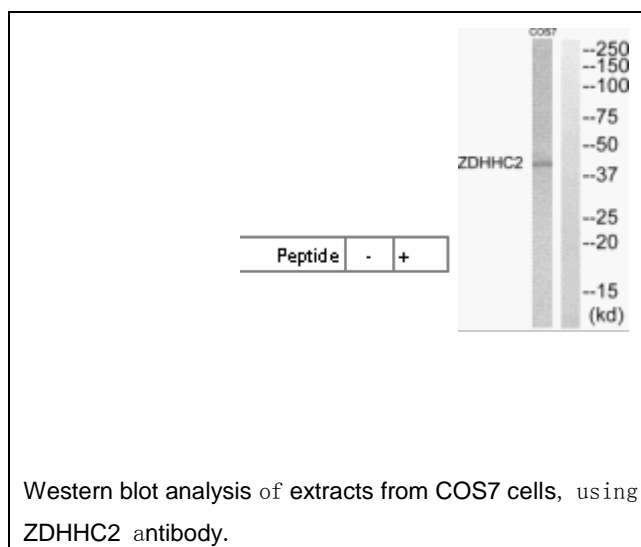 COS7
--250
--150
--100
--75
--50
ZDHHC2
--37
--25
--20
--15
(kd)
Peptide - +
Western blot analysis of extracts from COS7 cells, using
ZDHHC2 antibody.